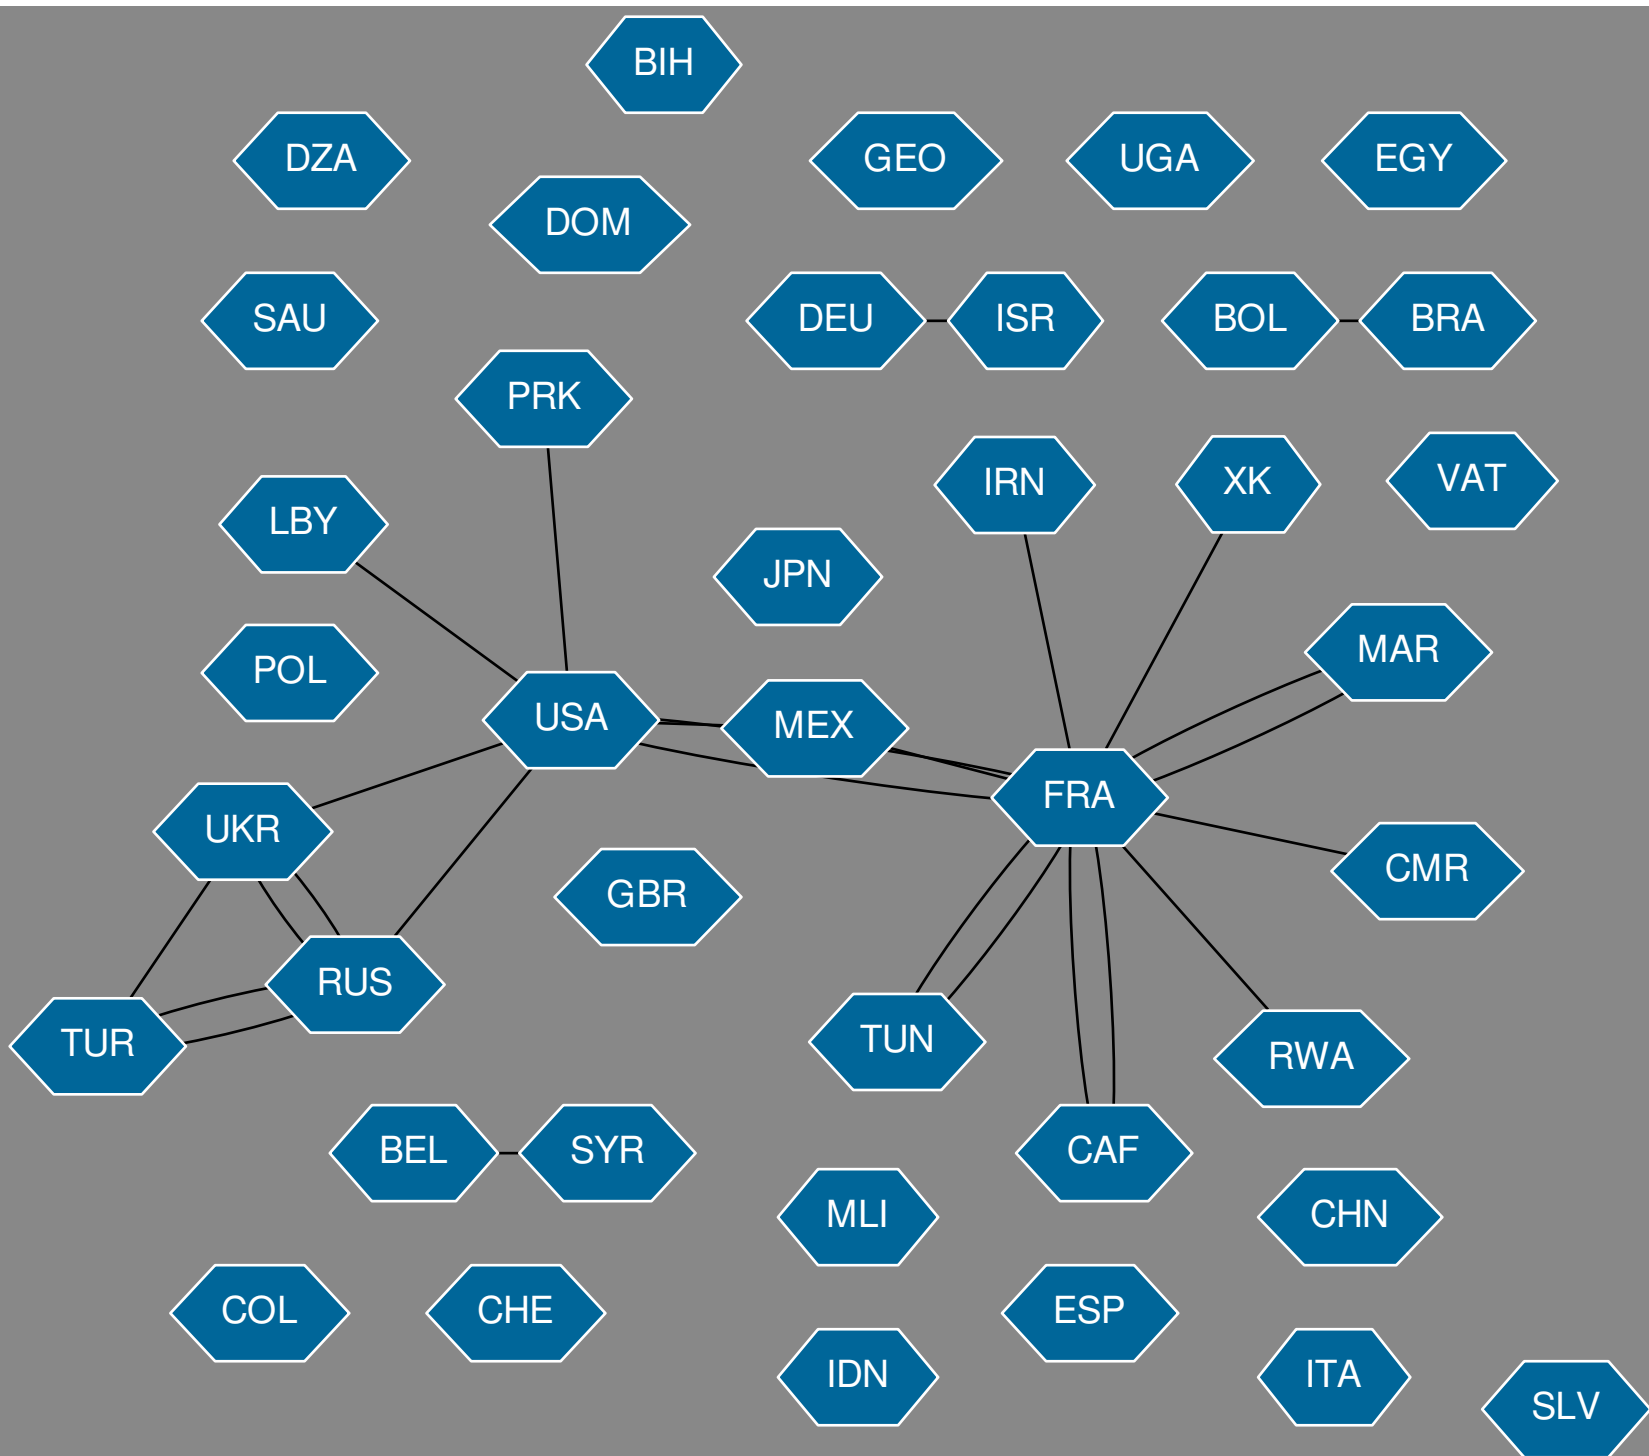 BIH
DZA
GEO
UGA
EGY
DOM
SAU
DEU
ISR
BOL
BRA
PRK
IRN
XK
VAT
LBY
JPN
MAR
POL
USA
MEX
FRA
UKR
GBR
CMR
RUS
TUR
TUN
RWA
BEL
SYR
CAF
MLI
CHN
COL
CHE
ESP
IDN
ITA
SLV